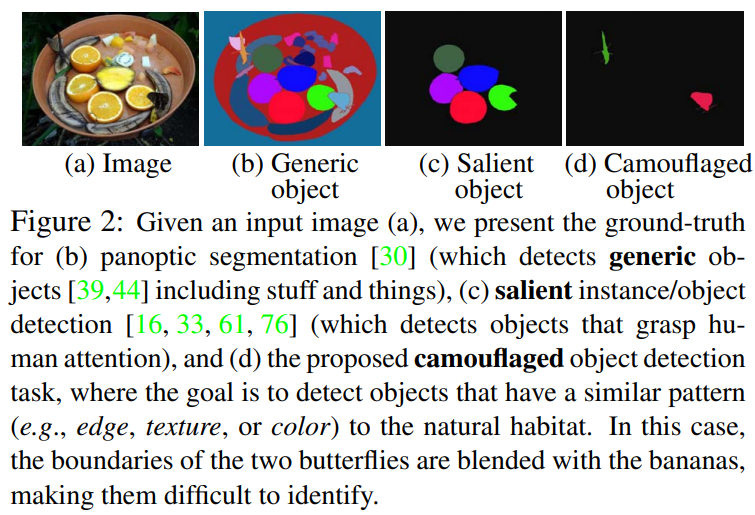 (a) Image (b) Generic (c) Salient (d) Camouflaged
object object object
Figure 2: Given an input image (a), we present the ground-truth
for (b) panoptic segmentation [30] (which detects generic ob-
jects [39,44] including stuff and things), (c) salient instance/object
detection [16, 33, 61, 76] (which detects objects that grasp hu-
man attention), and (d) the proposed camouflaged object detection
task, where the goal is to detect objects that have a similar pattern
(e.g., edge, texture, or color) to the natural habitat. In this case,
the boundaries of the two butterflies are blended with the bananas,
making them difficult to identify.